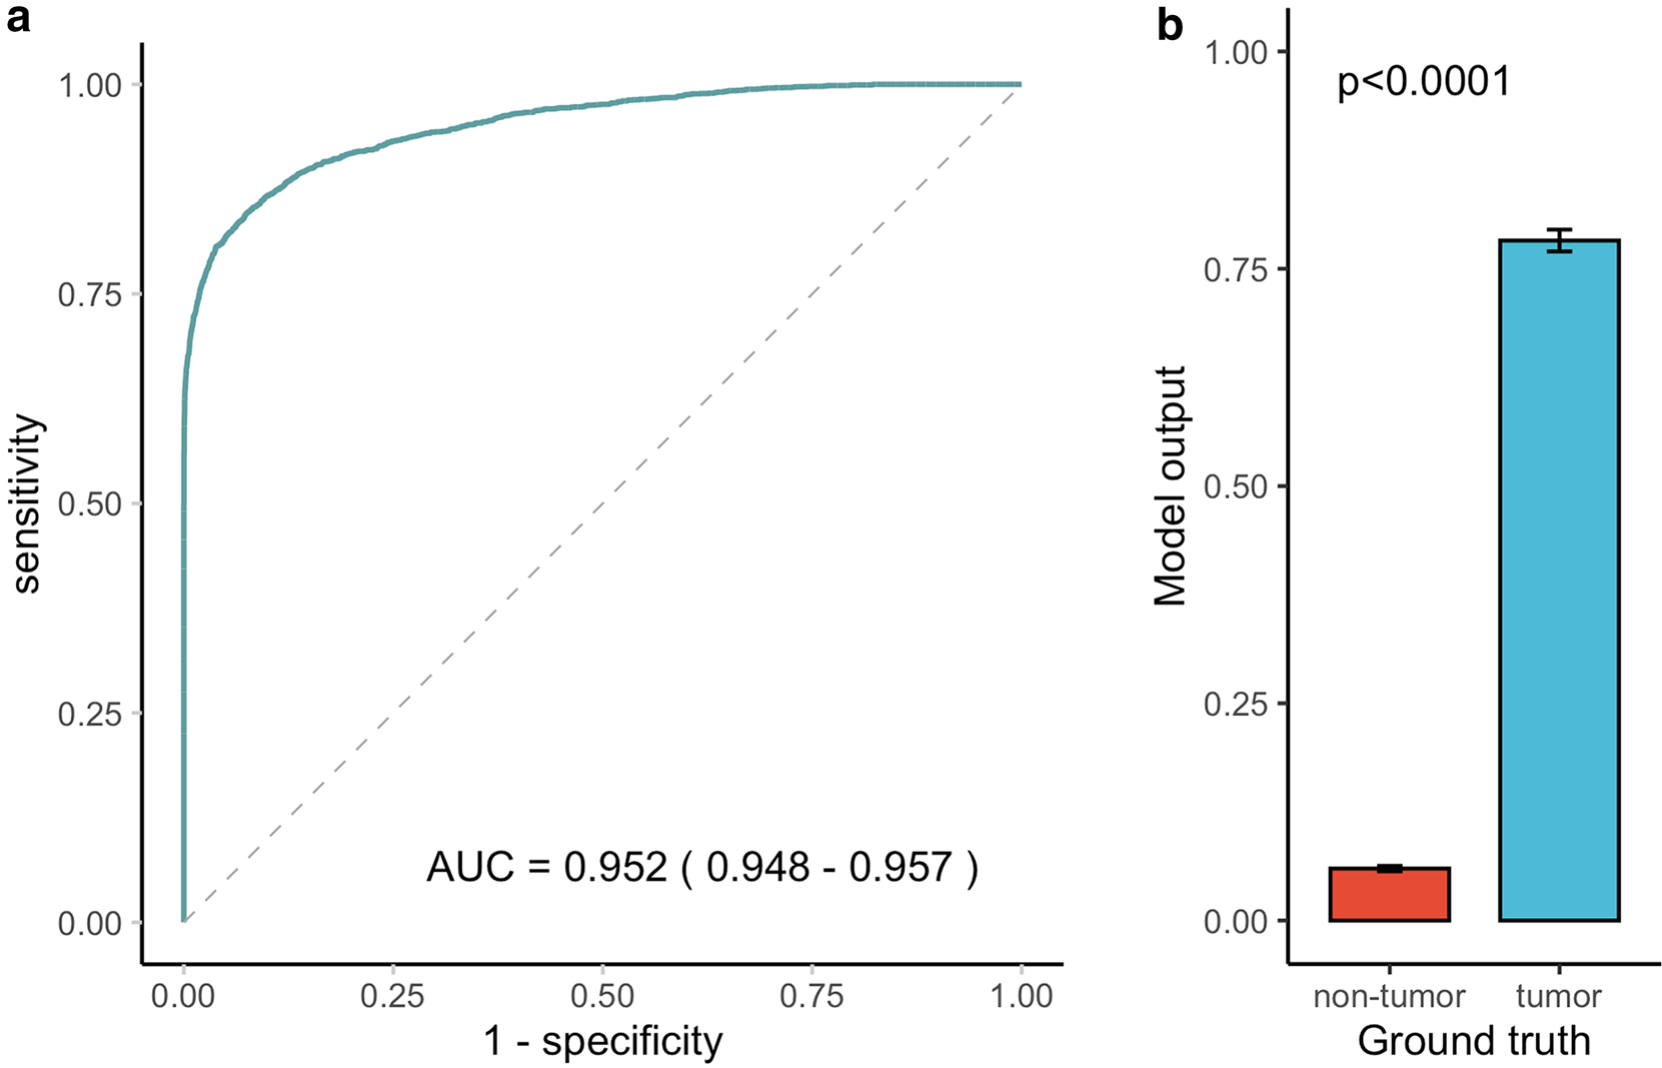 a
1.00
0.75
0.50
0.25
0.00
sensitivity
AUC = 0.952 ( 0.948 - 0.957 )
0.00 0.25 0.50 0.75 1.00
1 - specificity
b
p<0.0001
1.00
0.75
0.50
0.25
0.00
Model output
non-tumor tumor
Ground truth